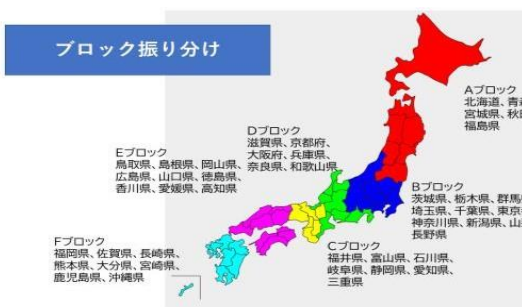 ブロック振り分け
Aブロック
北海道、
宮城県、
福島県
Dブロック
滋賀県、京都府、
大阪府、兵庫県、
奈良県、和歌山県
Eブロック
鳥取県、島根県、岡山県、
広島県、山口県、徳島県、
香川県、愛媛県、高知県
Bブロック
茨城県、栃木県、群馬
埼玉県、千葉県、東京
神奈川県、新潟県、山
長野県
Fブロック
福岡県、佐賀県、長崎県、
熊本県、大分県、宮崎県、
鹿児島県、沖縄県
Cブロック
福井県、富山県、石川県、
岐阜県、静岡県、愛知県、
三重県